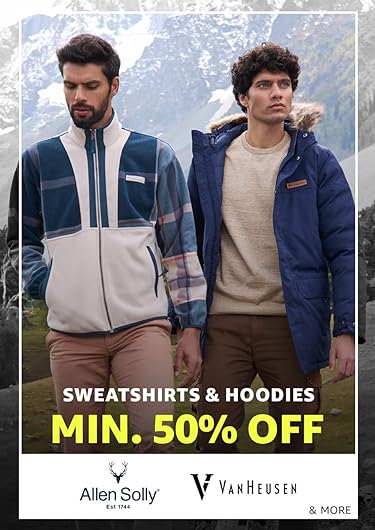 SWEATSHIRTS & HOODIES
MIN. 50% OFF
Allen Solly
Est 1744
VANHEUSEN
& MORE